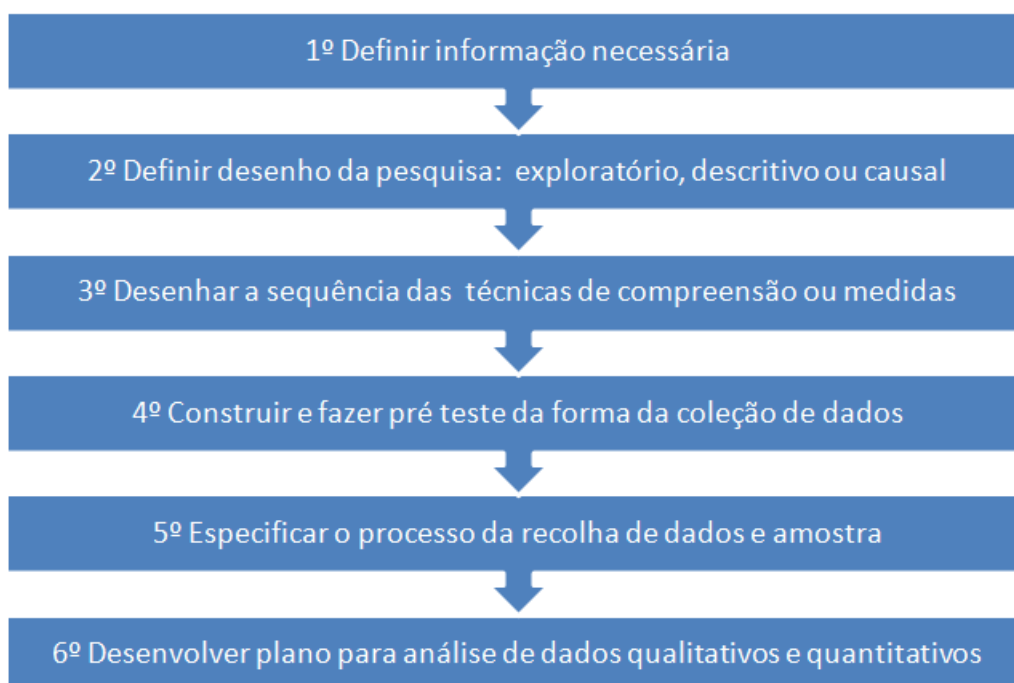 1º Definir informação necessária
2º Definir desenho da pesquisa: exploratório, descritivo ou causal
3º Desenhar a sequência das técnicas de compreensão ou medidas
4º Construir e fazer pré teste da forma da coleção de dados
5º Especificar o processo da recolha de dados e amostra
6º Desenvolver plano para análise de dados qualitativos e quantitativos